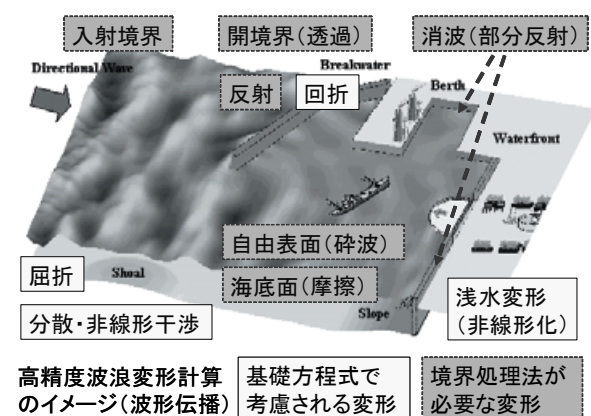 入射境界
開境界(透過)
消波(部分反射)
Directional Wave
Breakwater
反射
回折
Berth
Waterfront
自由表面(砕波)
屈折
Shoal
海底面(摩擦)
浅水変形
(非線形化)
分散・非線形干渉
Slope
高精度波浪変形計算
のイメージ(波形伝播)
基礎方程式で
考慮される変形
境界処理法が
必要な変形